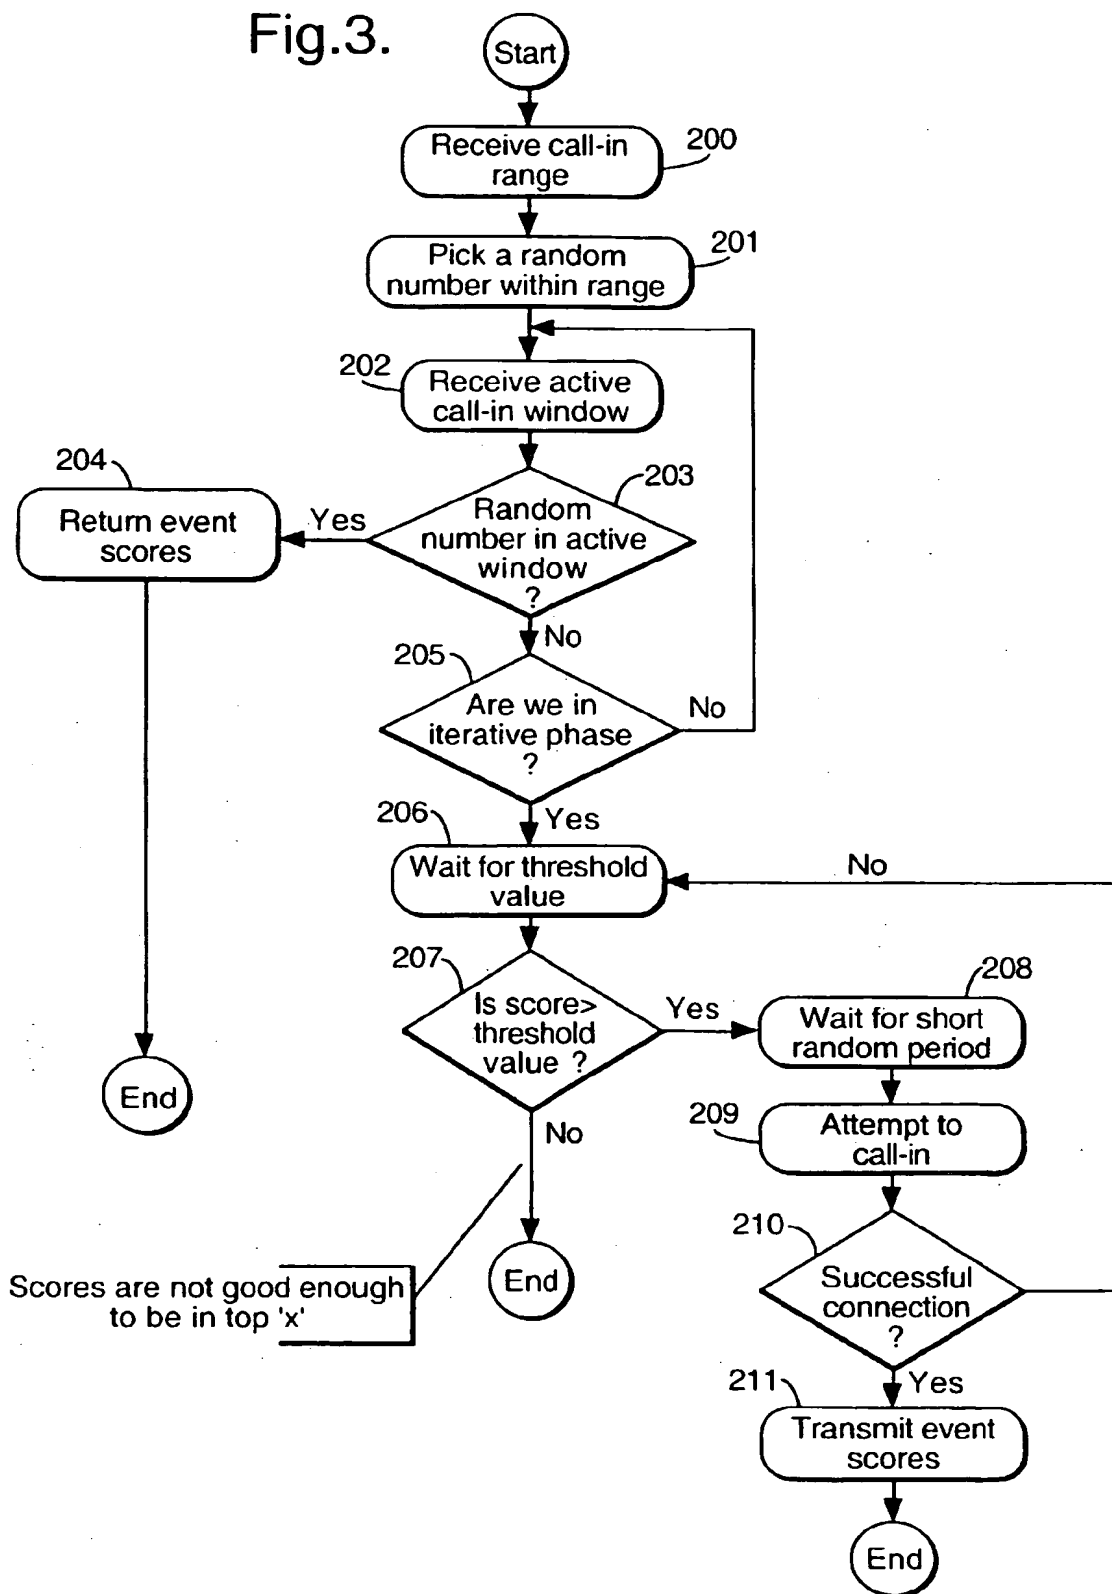 Fig.3.
Start
Receive call-in
range
200
Pick a random
number within range
201
202
Receive active
call-in window
204
Return event
scores
Yes
203
Random
number in active
window
?
No
205
Are we in
iterative phase
?
No
Yes
206
Wait for threshold
value
No
207
Is score>
threshold
value ?
Yes
208
Wait for short
random period
End
No
209
Attempt to
call-in
210
Successful
connection
?
End
Scores are not good enough
to be in top 'x'
Yes
211
Transmit event
scores
End